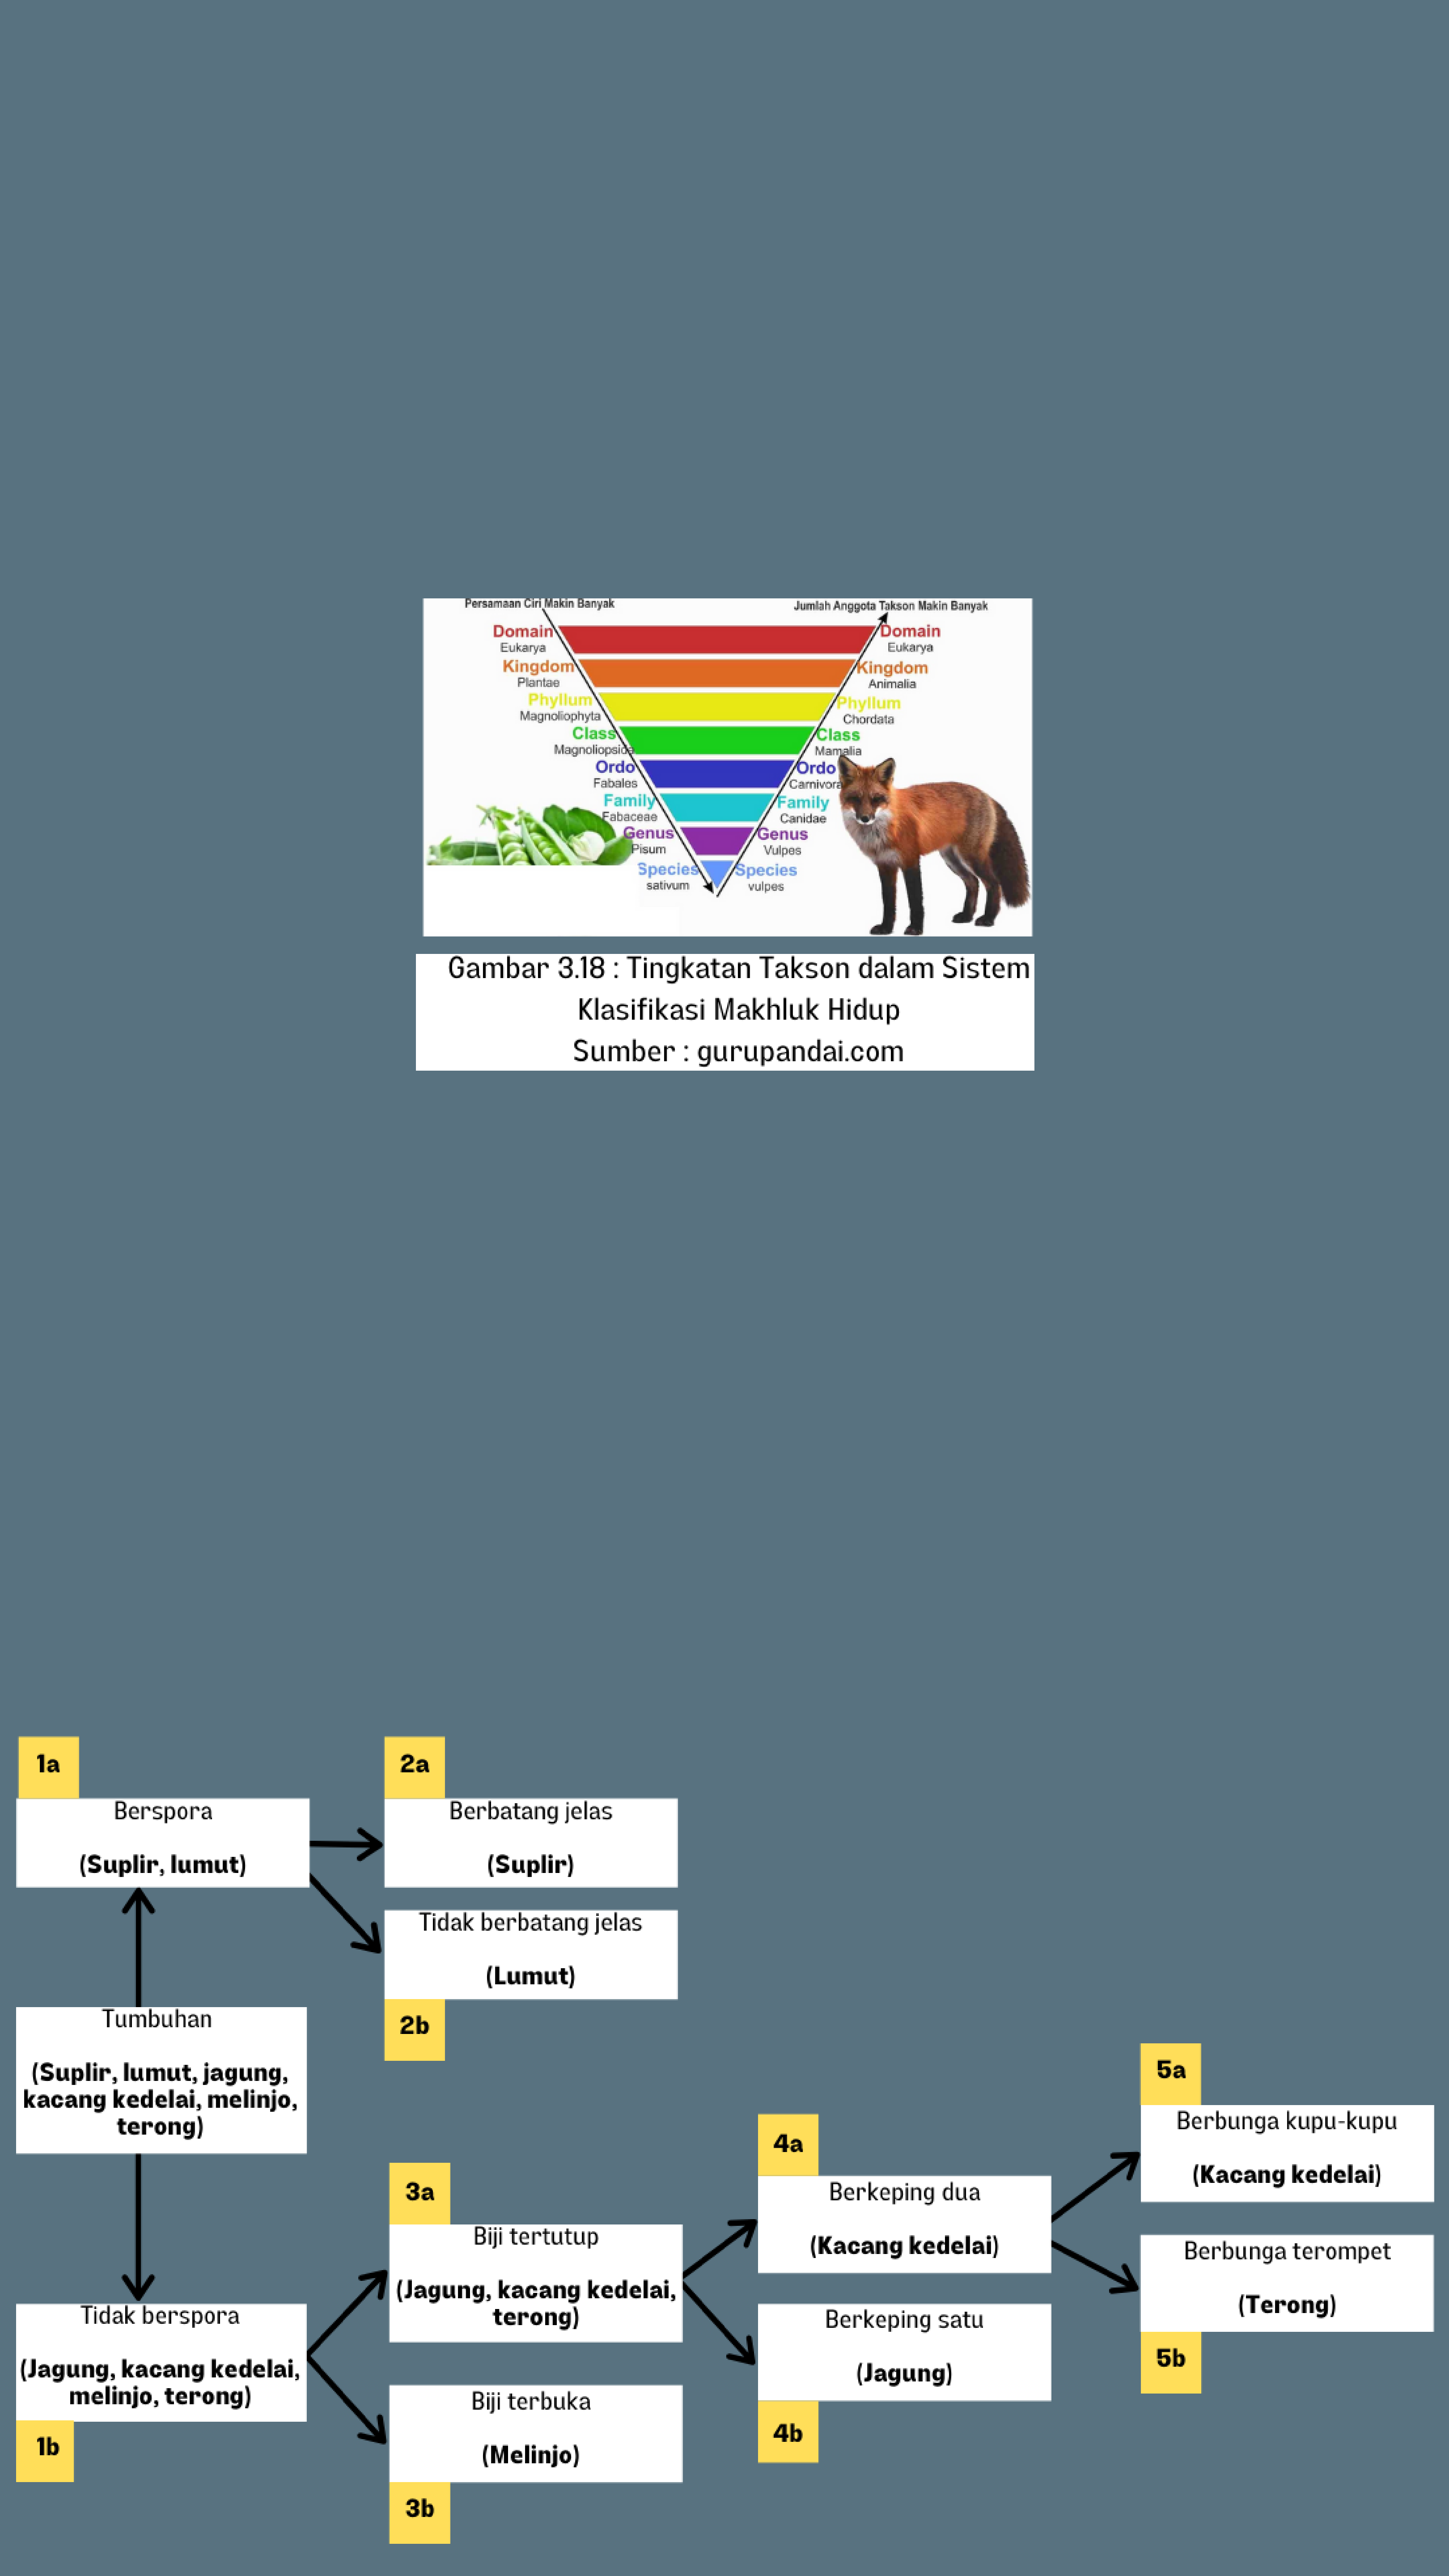 Persamaan Ciri Makin Banyak
Jumlah Anggota Takson Makin Banyak
Domain
Eukarya
Kingdom
Plantae
Phyllum
Magnoliophyta
Class
Magnoliopsida
Ordo
Fabales
Family
Fabaceae
Genus
Pisum
Species
sativum
Domain
Eukarya
Kingdom
Animalia
Phyllum
Chordata
Class
Mamalia
Ordo
Carnivora
Family
Canidae
Genus
Vulpes
Species
vulpes
Gambar 3.18 : Tingkatan Takson dalam Sistem
Klasifikasi Makhluk Hidup
Sumber : gurupandai.com
1a
Berspora
(Suplir, lumut)
2a
Berbatang jelas
(Suplir)
Tidak berbatang jelas
(Lumut)
2b
Tumbuhan
(Suplir, lumut, jagung,
kacang kedelai, melinjo,
terong)
Tidak berspora
(Jagung, kacang kedelai,
melinjo, terong)
1b
3a
Biji tertutup
(Jagung, kacang kedelai,
terong)
Biji terbuka
(Melinjo)
3b
4a
Berkeping dua
(Kacang kedelai)
Berkeping satu
(Jagung)
4b
5a
Berbunga kupu-kupu
(Kacang kedelai)
Berbunga terompet
(Terong)
5b